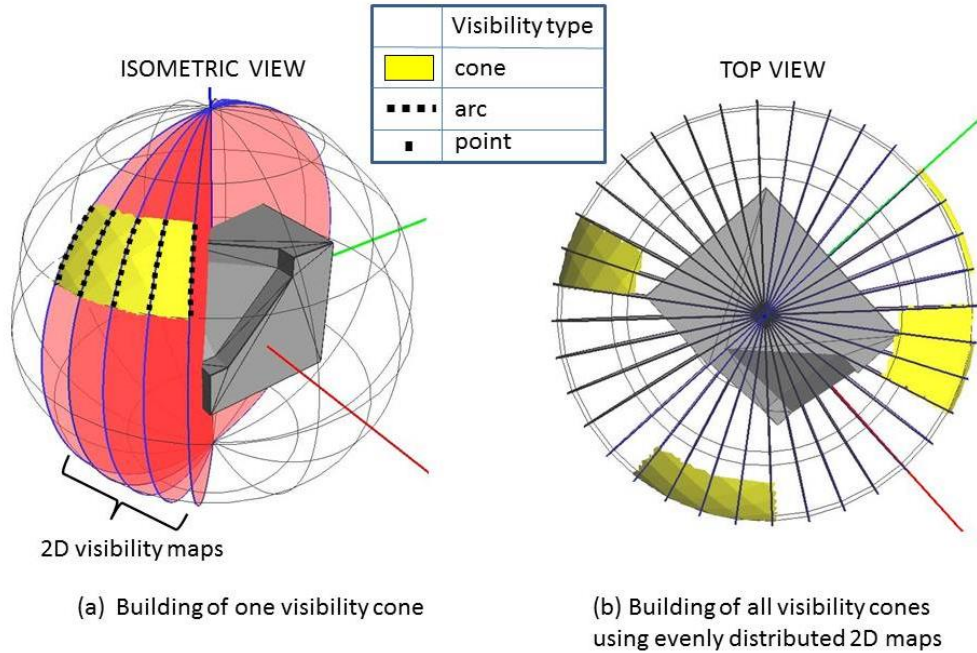 Visibility type
cone
arc
point
ISOMETRIC VIEW
TOP VIEW
2D visibility maps
(a) Building of one visibility cone
(b) Building of all visibility cones
using evenly distributed 2D maps